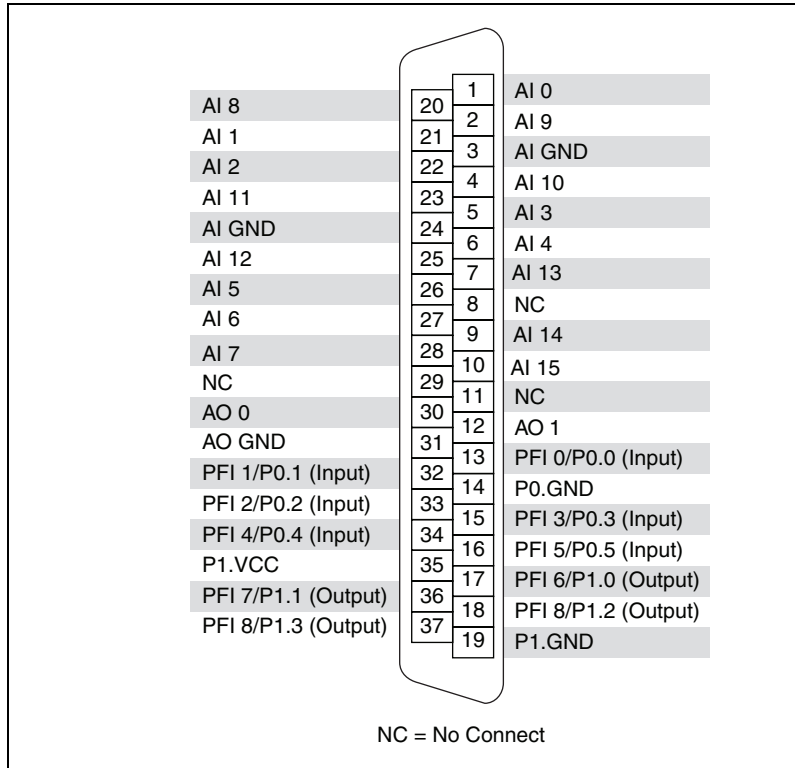 AI 8
AI 1
AI 2
AI 11
AI GND
AI 12
AI 5
AI 6
AI 7
NC
AO 0
AO GND
PFI 1/P0.1 (Input)
PFI 2/P0.2 (Input)
PFI 4/P0.4 (Input)
P1.VCC
PFI 7/P1.1 (Output)
PFI 8/P1.3 (Output)
20
21
22
23
24
25
26
27
28
29
30
31
32
33
34
35
36
37
1
2
3
4
5
6
7
8
9
10
11
12
13
14
15
16
17
18
19
AI 0
AI 9
AI GND
AI 10
AI 3
AI 4
AI 13
NC
AI 14
AI 15
NC
AO 1
PFI 0/P0.0 (Input)
P0.GND
PFI 3/P0.3 (Input)
PFI 5/P0.5 (Input)
PFI 6/P1.0 (Output)
PFI 8/P1.2 (Output)
P1.GND
NC = No Connect